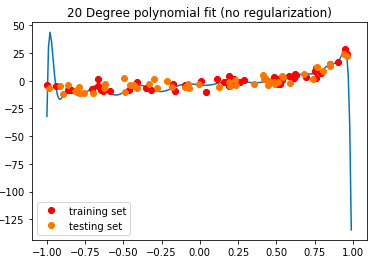 20 Degree polynomial fit (no regularization)
50
25
0
−25
−50
−75
−100
−125
training set
testing set
−1.00 −0.75 −0.50 −0.25 0.00 0.25 0.50 0.75 1.00